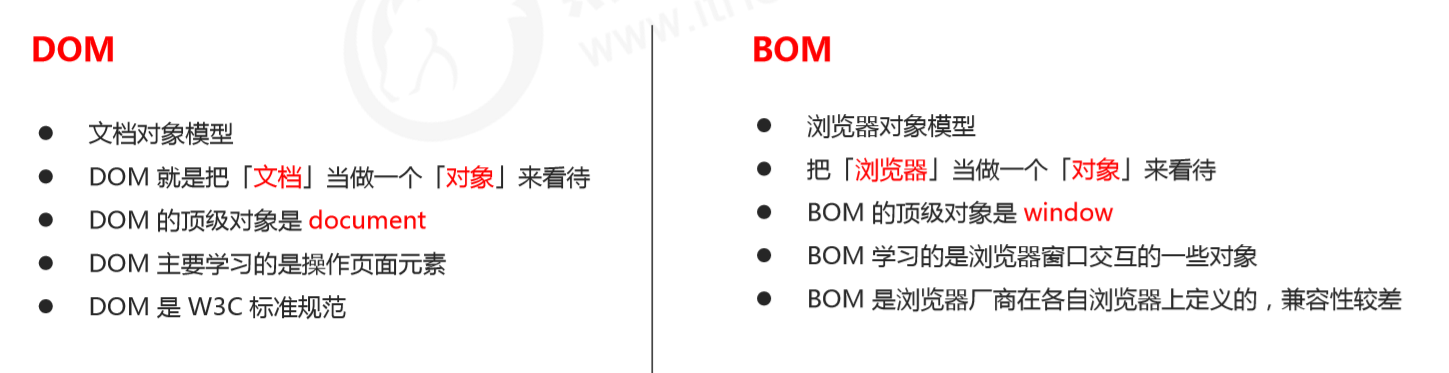 DOM
文档对象模型
DOM 就是把「文档」当做一个「对象」来看待
DOM 的顶级对象是 document
DOM 主要学习的是操作页面元素
DOM 是 W3C 标准规范
BOM
浏览器对象模型
把「浏览器」当做一个「对象」来看待
BOM 的顶级对象是 window
BOM 学习的是浏览器窗口交互的一些对象
BOM 是浏览器厂商在各自浏览器上定义的，兼容性较差